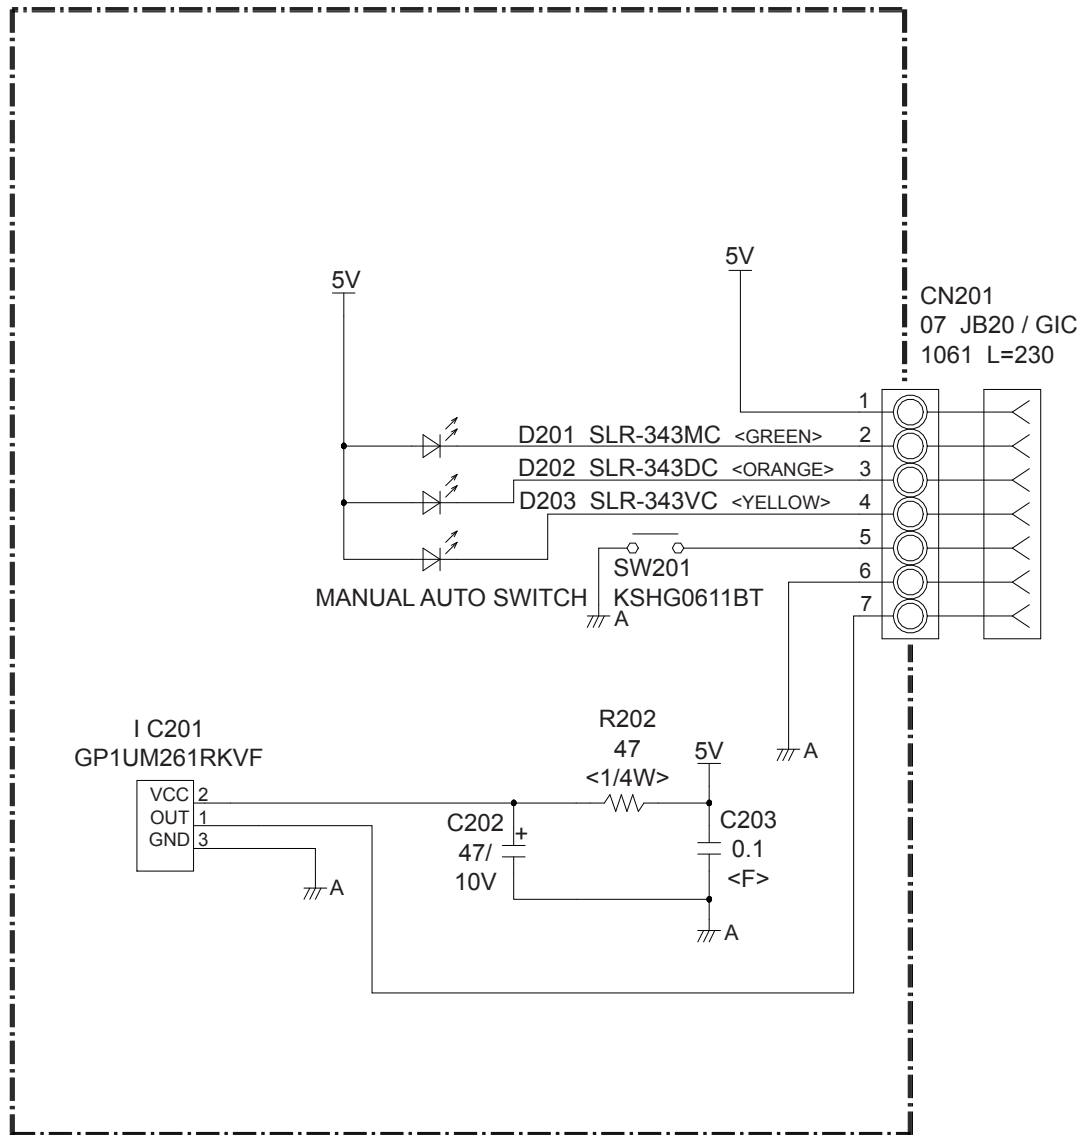 5V
5V
CN201
07 JB20 / GIC
1061 L=230
1
D201 SLR-343MC <GREEN> 2
D202 SLR-343DC <ORANGE> 3
D203 SLR-343VC <YELLOW> 4
5
SW201
6
MANUAL AUTO SWITCH KSHG0611BT
7
A
I C201
GP1UM261RKVF
R202
47
<1/4W>
5V
A
VCC 2
OUT 1
GND 3
C202
+
47/
10V
C203
0.1
<F>
A
A